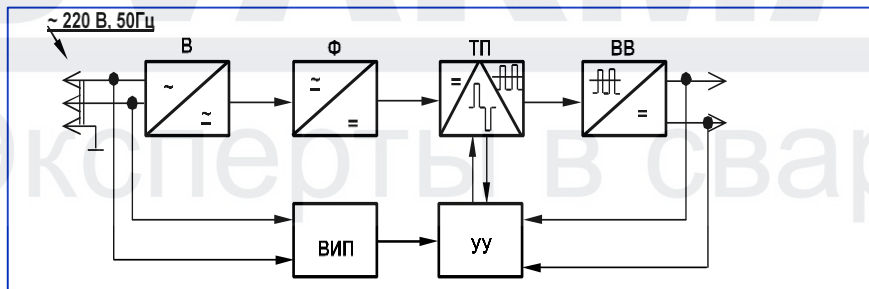 ~ 220 В, 50Гц
В Ф ТП ВВ
~ ≂ ≂ = = =
ВИП УУ
эксперты в свар